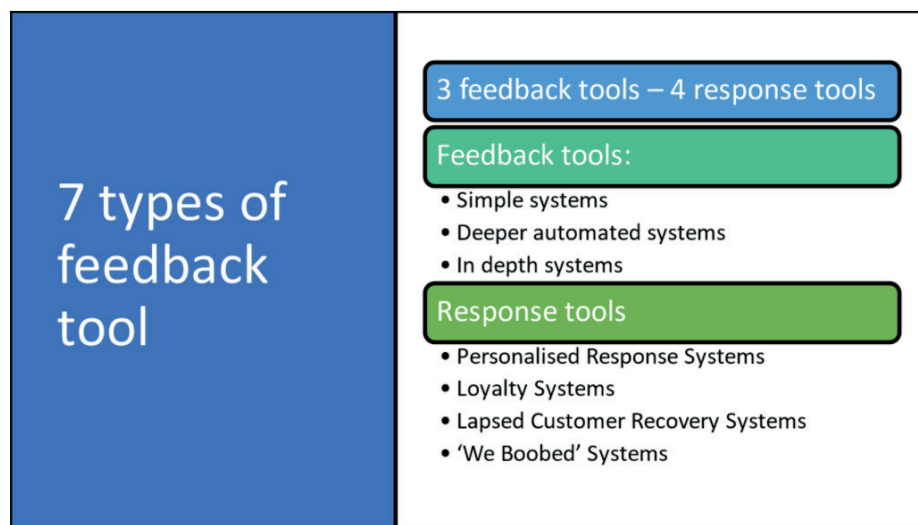 7 types of
feedback
tool
3 feedback tools – 4 response tools
Feedback tools:
• Simple systems
• Deeper automated systems
• In depth systems
Response tools
• Personalised Response Systems
• Loyalty Systems
• Lapsed Customer Recovery Systems
• ‘We Boobed’ Systems